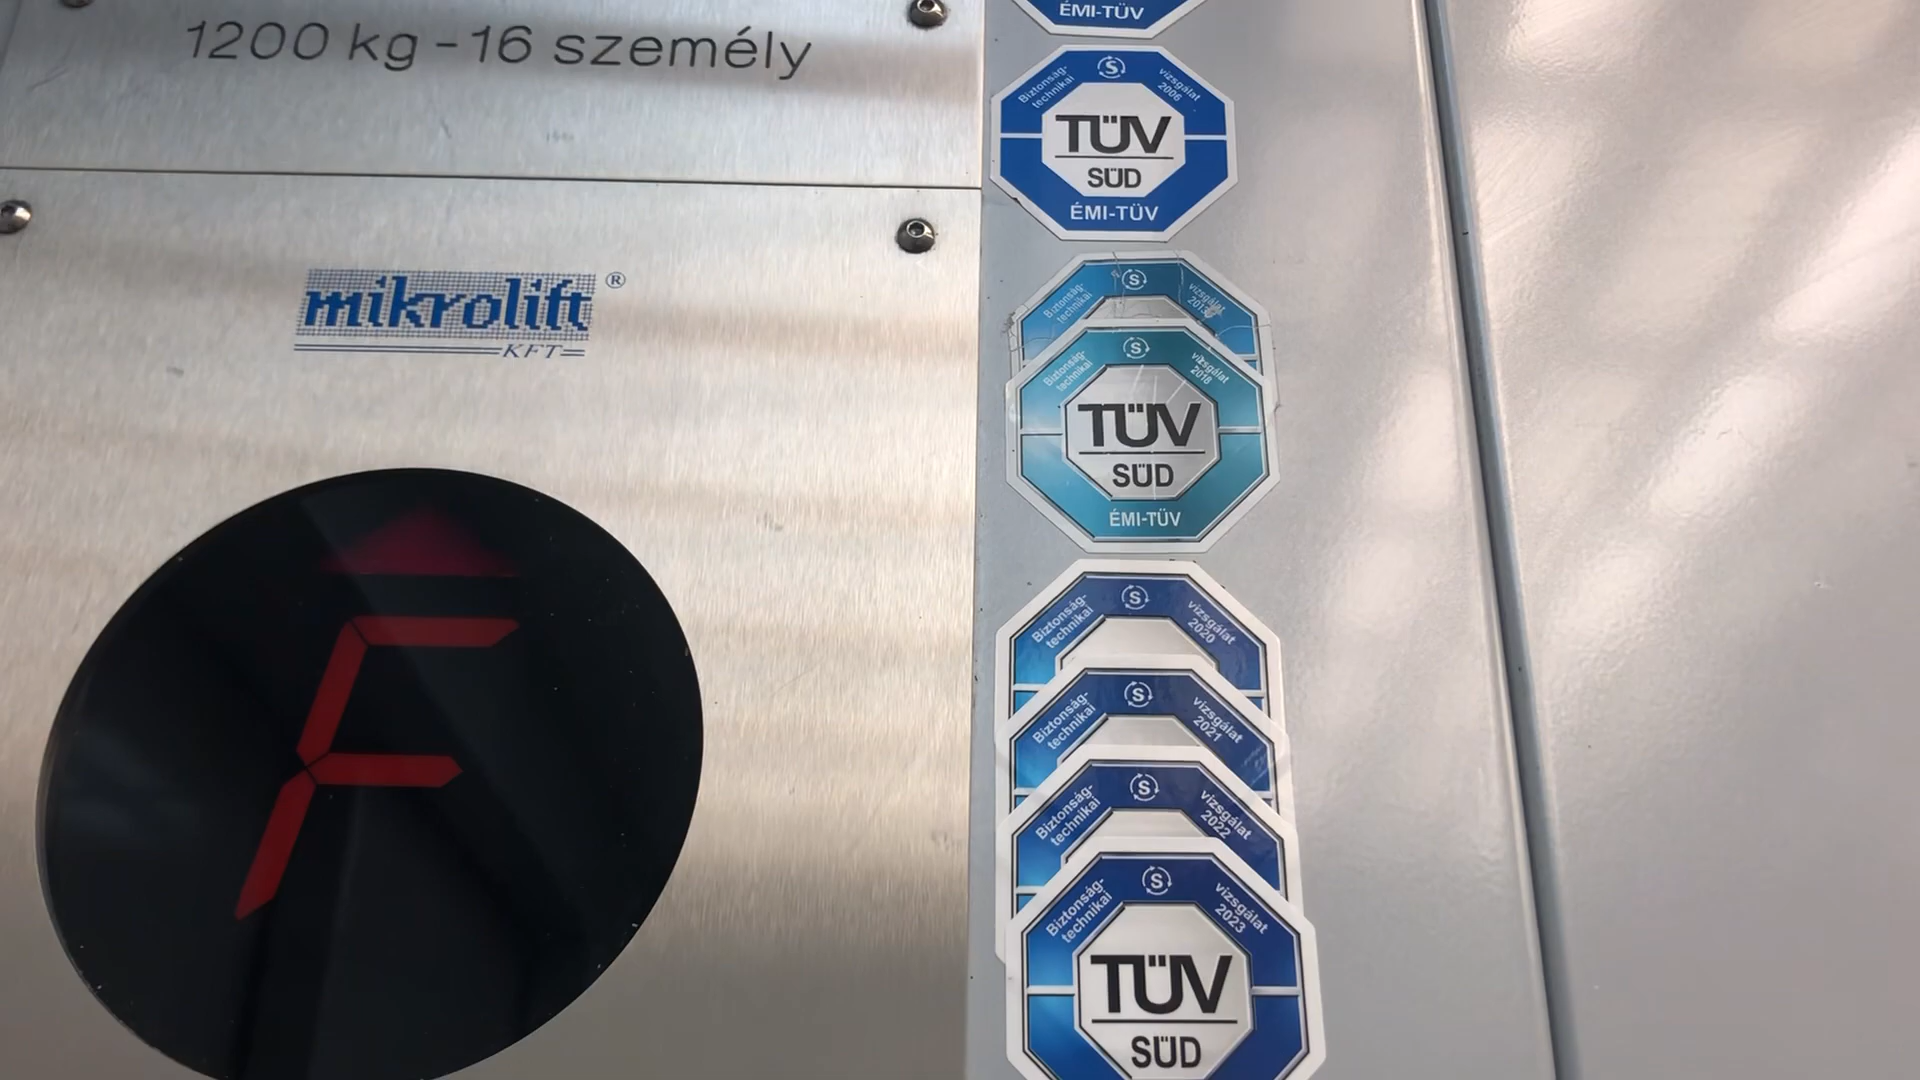 1200 kg - 16 személy
mikrolift ®
KFT
F
ÉMI-TÜV
Biztonság-
technikai
S
vizsgálat
2006
TÜV
SÜD
ÉMI-TÜV
Biztonság-
technikai
S
vizsgálat
Biztonság-
technikai
S
vizsgálat
2018
TÜV
SÜD
ÉMI-TÜV
Biztonság-
technikai
S
vizsgálat
2020
Biztonság-
technikai
S
vizsgálat
2021
Biztonság-
technikai
S
vizsgálat
2022
Biztonság-
technikai
S
vizsgálat
2023
TÜV
SÜD